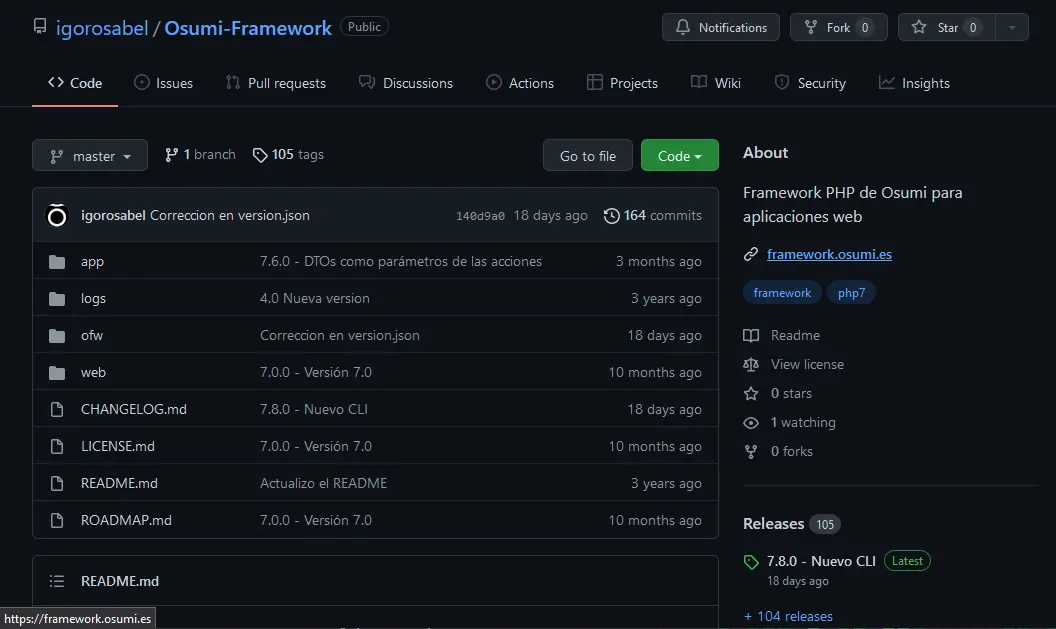 igorosabel / Osumi-Framework Public
Notifications Fork 0 Star 0
Code Issues Pull requests Discussions Actions Projects Wiki Security Insights
master 1 branch 105 tags Go to file Code
igorosabel Correccion en version.json 140d9a0 18 days ago 164 commits
app 7.6.0 - DTOs como parámetros de las acciones 3 months ago
logs 4.0 Nueva version 3 years ago
ofw Correccion en version.json 18 days ago
web 7.0.0 - Versión 7.0 10 months ago
CHANGELOG.md 7.8.0 - Nuevo CLI 18 days ago
LICENSE.md 7.0.0 - Versión 7.0 10 months ago
README.md Actualizo el README 3 years ago
ROADMAP.md 7.0.0 - Versión 7.0 10 months ago
README.md
About
Framework PHP de Osumi para
aplicaciones web
framework.osumi.es
framework php7
Readme
View license
0 stars
1 watching
0 forks
Releases 105
7.8.0 - Nuevo CLI Latest
18 days ago
+ 104 releases
https://framework.osumi.es